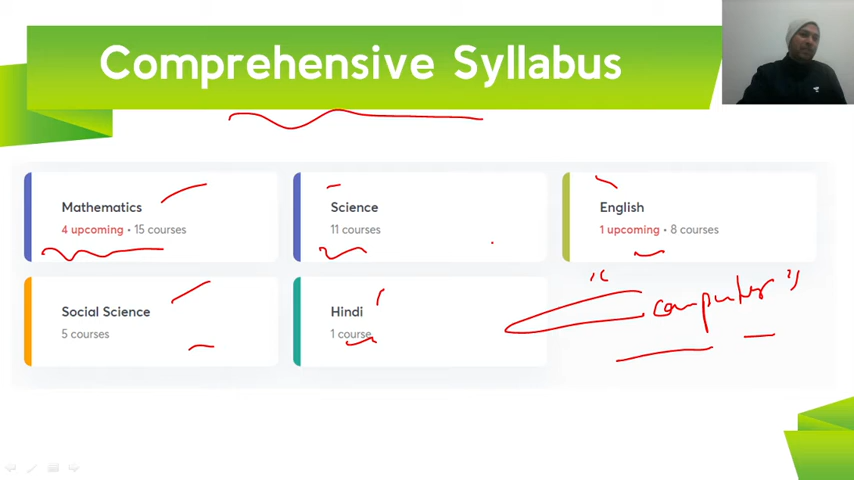 Comprehensive Syllabus
Mathematics
4 upcoming • 15 courses
Science
11 courses
English
1 upcoming • 8 courses
Social Science
5 courses
Hindi
1 course
"computer"